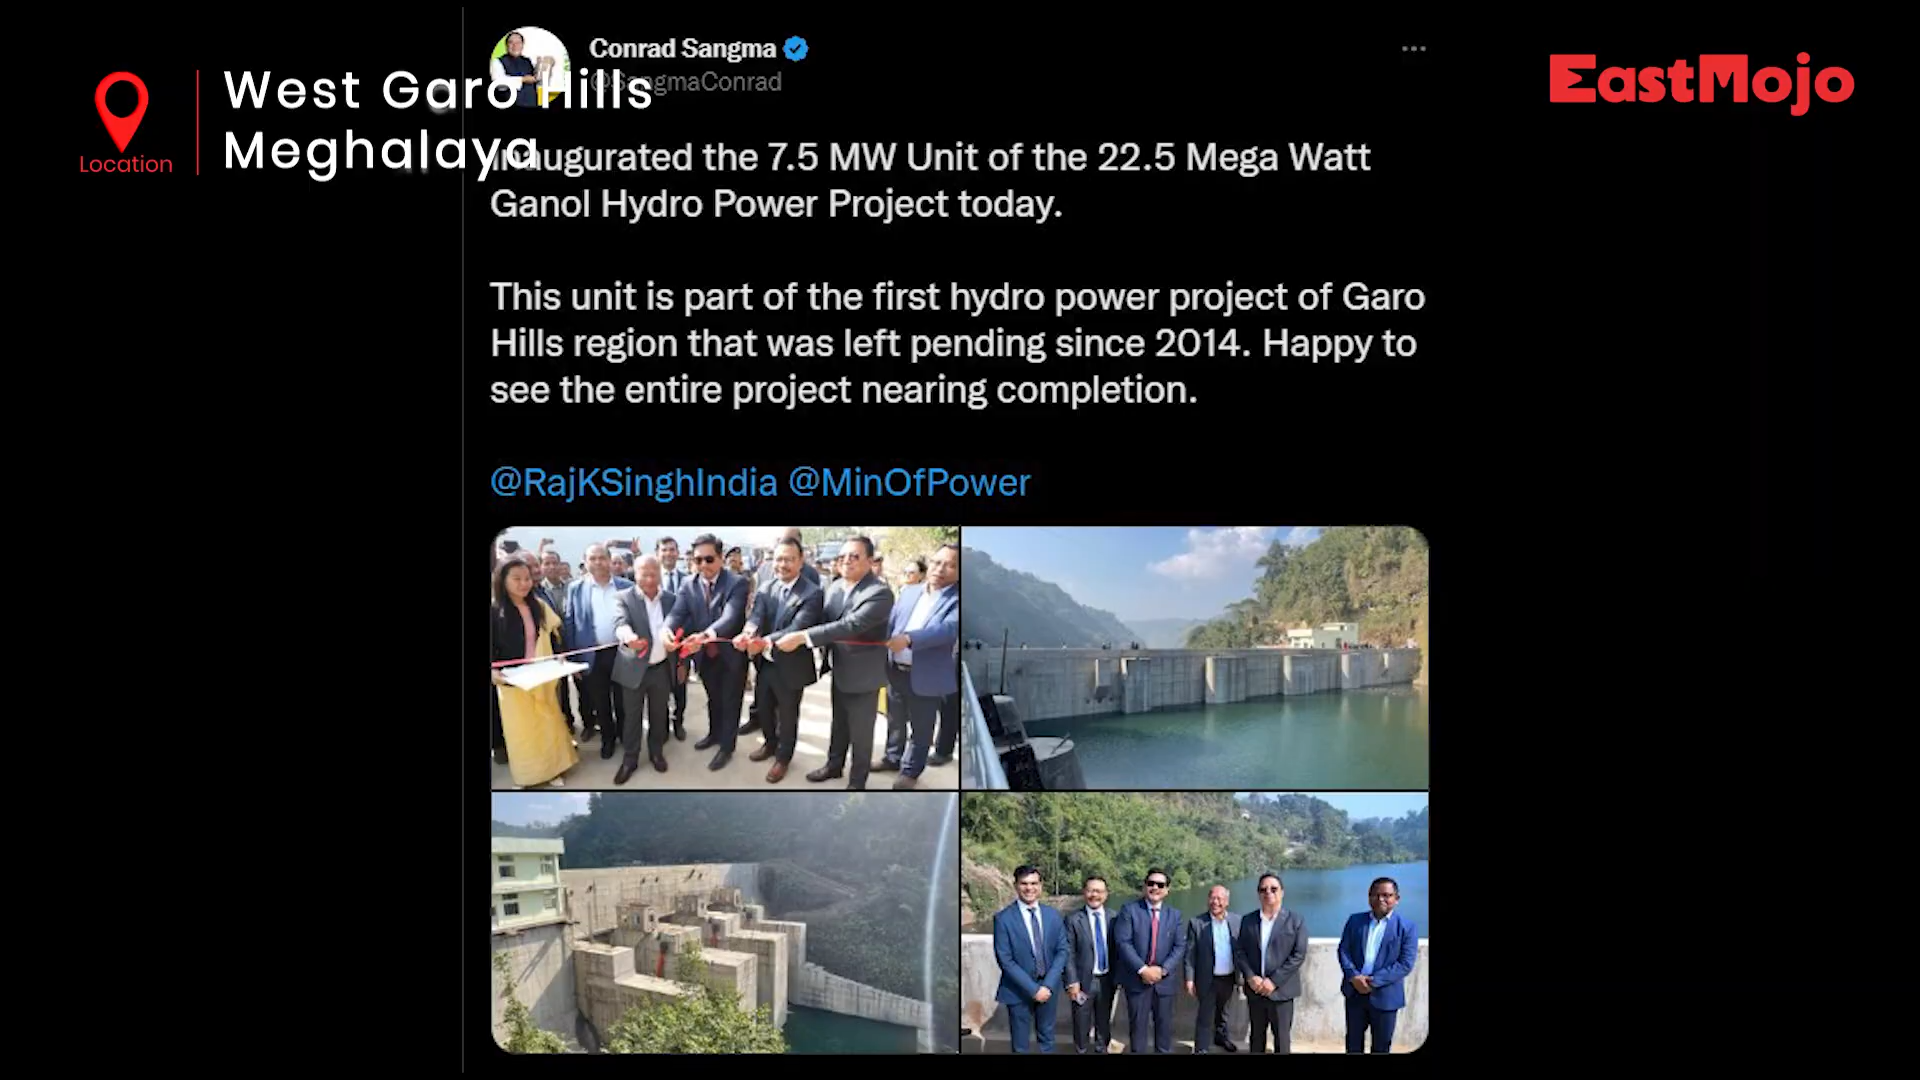 West Garo Hills
Meghalaya
Location
EastMojo
Conrad Sangma
@SangmaConrad
Inaugurated the 7.5 MW Unit of the 22.5 Mega Watt
Ganol Hydro Power Project today.
This unit is part of the first hydro power project of Garo
Hills region that was left pending since 2014. Happy to
see the entire project nearing completion.
@RajKSinghIndia @MinOfPower